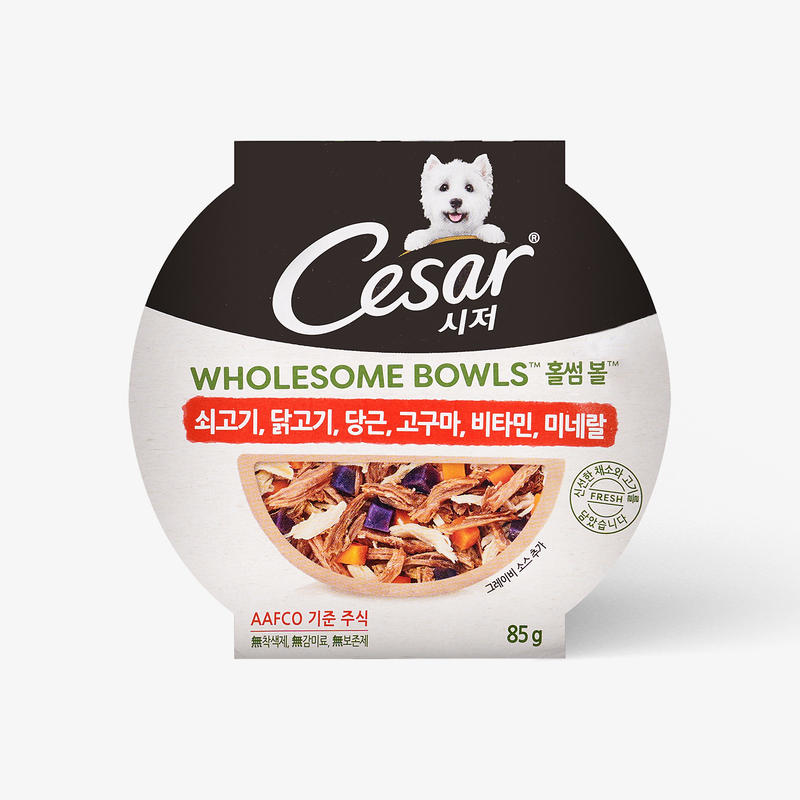 Cesar®
시저
WHOLESOME BOWLS™ 홀썸 볼™
쇠고기, 닭고기, 당근, 고구마, 비타민, 미네랄
신선한 채소와 고기를
FRESH
담았습니다
그레이비 소스 추가
AAFCO 기준 주식
無착색제, 無감미료, 無보존제
85g